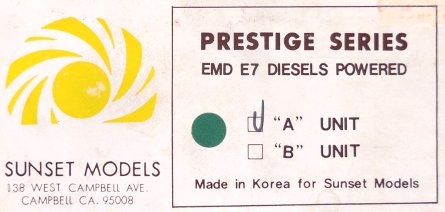 SUNSET MODELS
138 WEST CAMPBELL AVE.
CAMPBELL CA. 95008
PRESTIGE SERIES
EMD E7 DIESELS POWERED
"A" UNIT
"B" UNIT
Made in Korea for Sunset Models